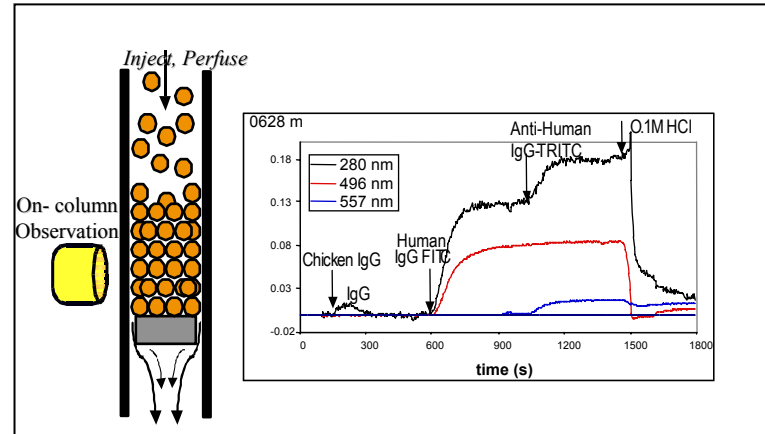 Inject, Perfuse
On- column
Observation
0628 m
Anti-Human
IgG-TRITC
0.1M HCl
280 nm
496 nm
557 nm
Chicken IgG
IgG
Human
IgG FITC
0.18
0.13
0.08
0.03
-0.02
0 300 600 900 1200 1500 1800
time (s)